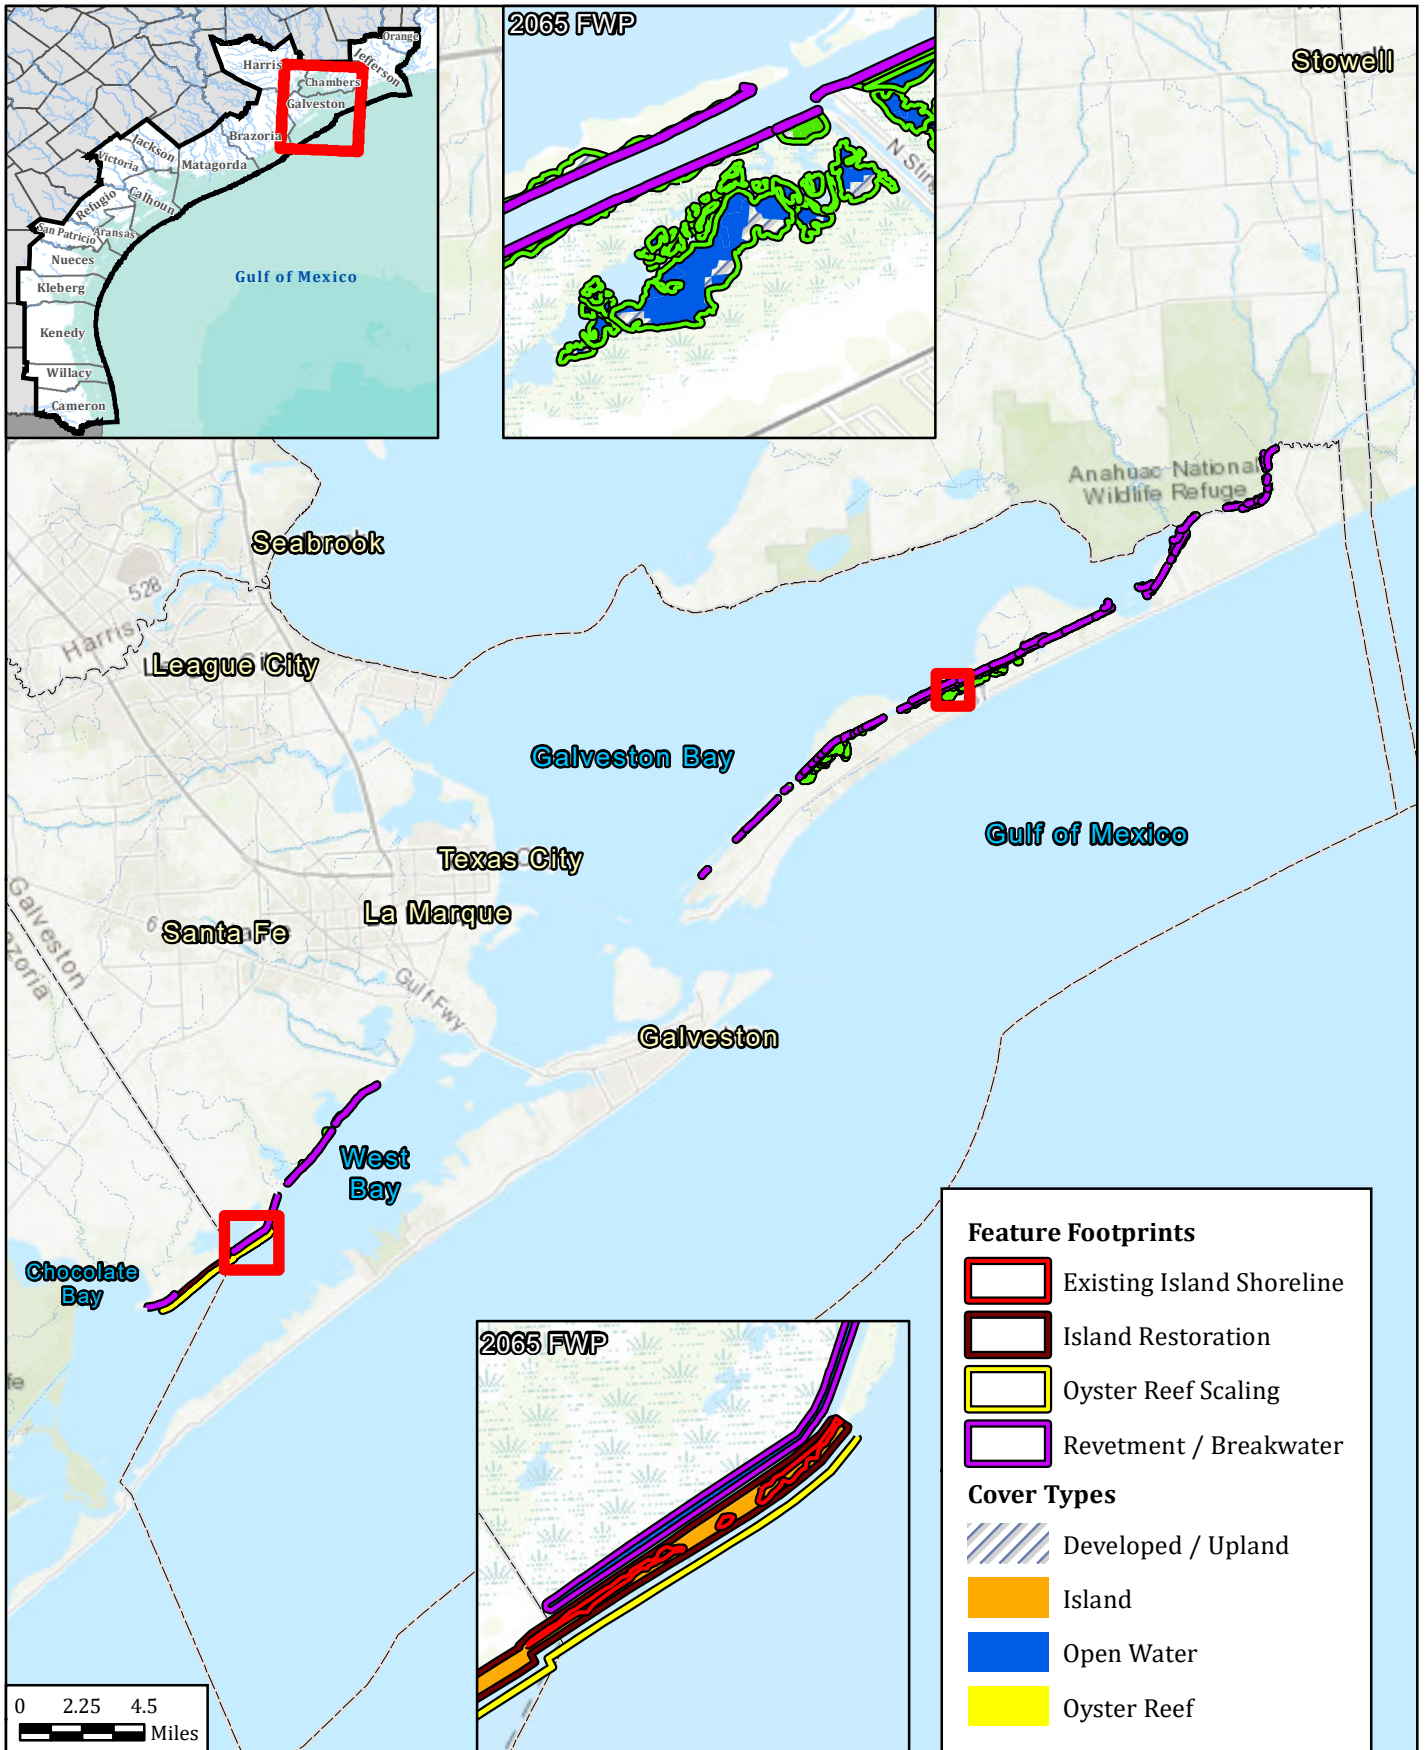 Orange
Jefferson
Harris
Chambers
Galveston
Brazoria
Jackson
Victoria
Matagorda
Calhoun
Refugio
San Patricio
Aransas
Nueces
Kleberg
Kenedy
Willacy
Cameron
Gulf of Mexico
2065 FWP
N Sting
Stowell
Anahuac National
Wildlife Refuge
Seabrook
528
Harris
League City
Galveston Bay
Gulf of Mexico
Texas City
La Marque
Santa Fe
6
Galveston
azoria
Gulf Fwy
Galveston
West
Bay
Chocolate
Bay
fe
2065 FWP
Feature Footprints
Existing Island Shoreline
Island Restoration
Oyster Reef Scaling
Revetment / Breakwater
Cover Types
Developed / Upland
Island
Open Water
Oyster Reef
0 2.25 4.5
Miles